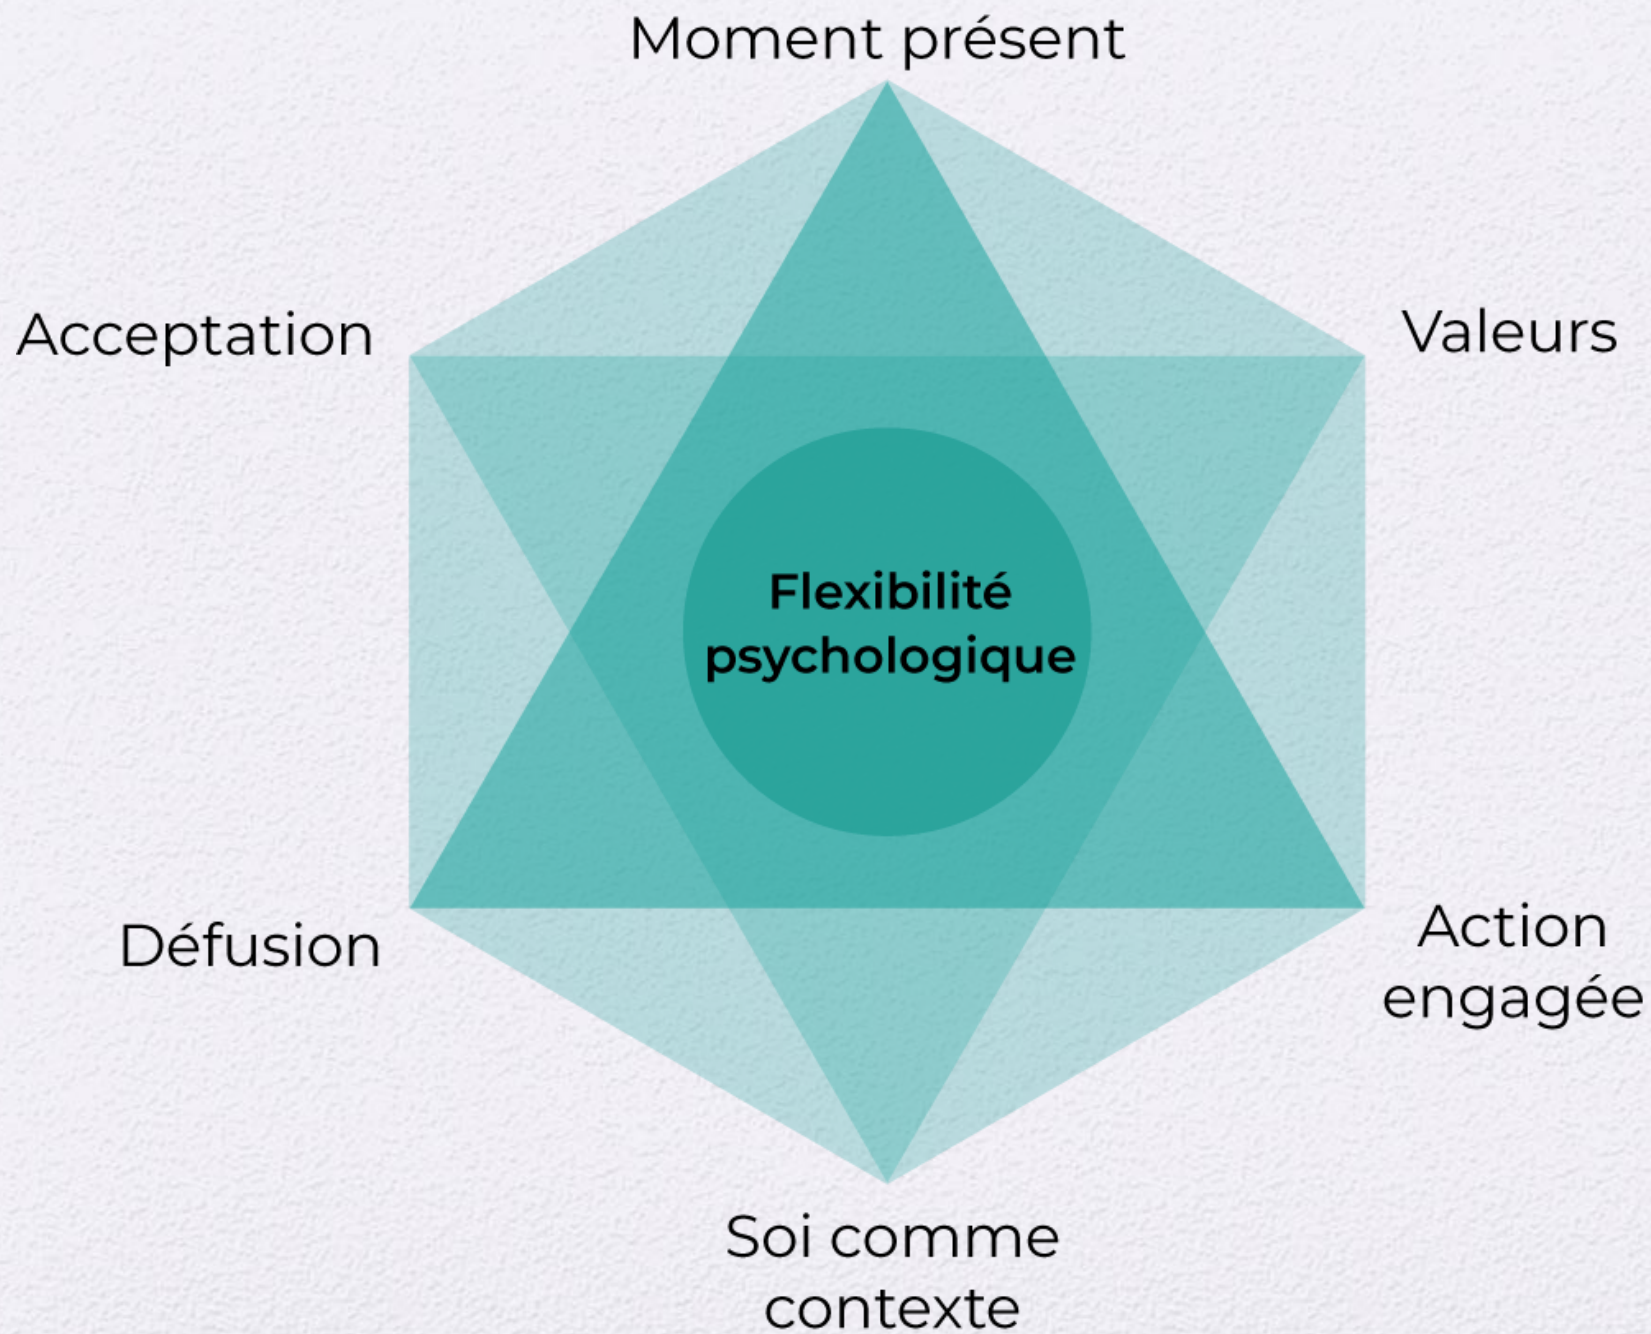 Moment présent
Acceptation
Valeurs
Flexibilité
psychologique
Défusion
Action
engagée
Soi comme
contexte